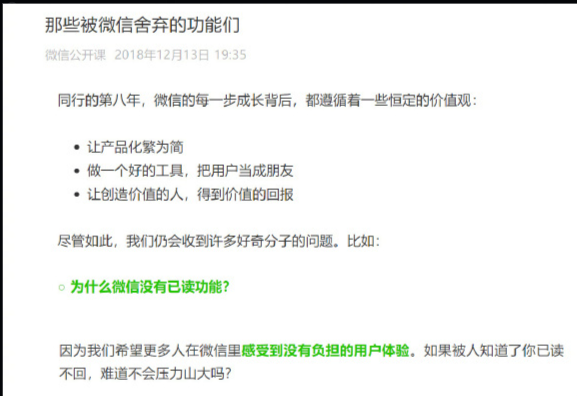 那些被微信舍弃的功能们
微信公开课 2018年12月13日 19:35
同行的第八年，微信的每一步成长背后，都遵循着一些恒定的价值观：
• 让产品化繁为简
• 做一个好的工具，把用户当成朋友
• 让创造价值的人，得到价值的回报
尽管如此，我们仍会收到许多好奇分子的问题。比如：
○ 为什么微信没有已读功能？
因为我们希望更多人在微信里感受到没有负担的用户体验。如果被人知道了你已读
不回，难道不会压力山大吗？